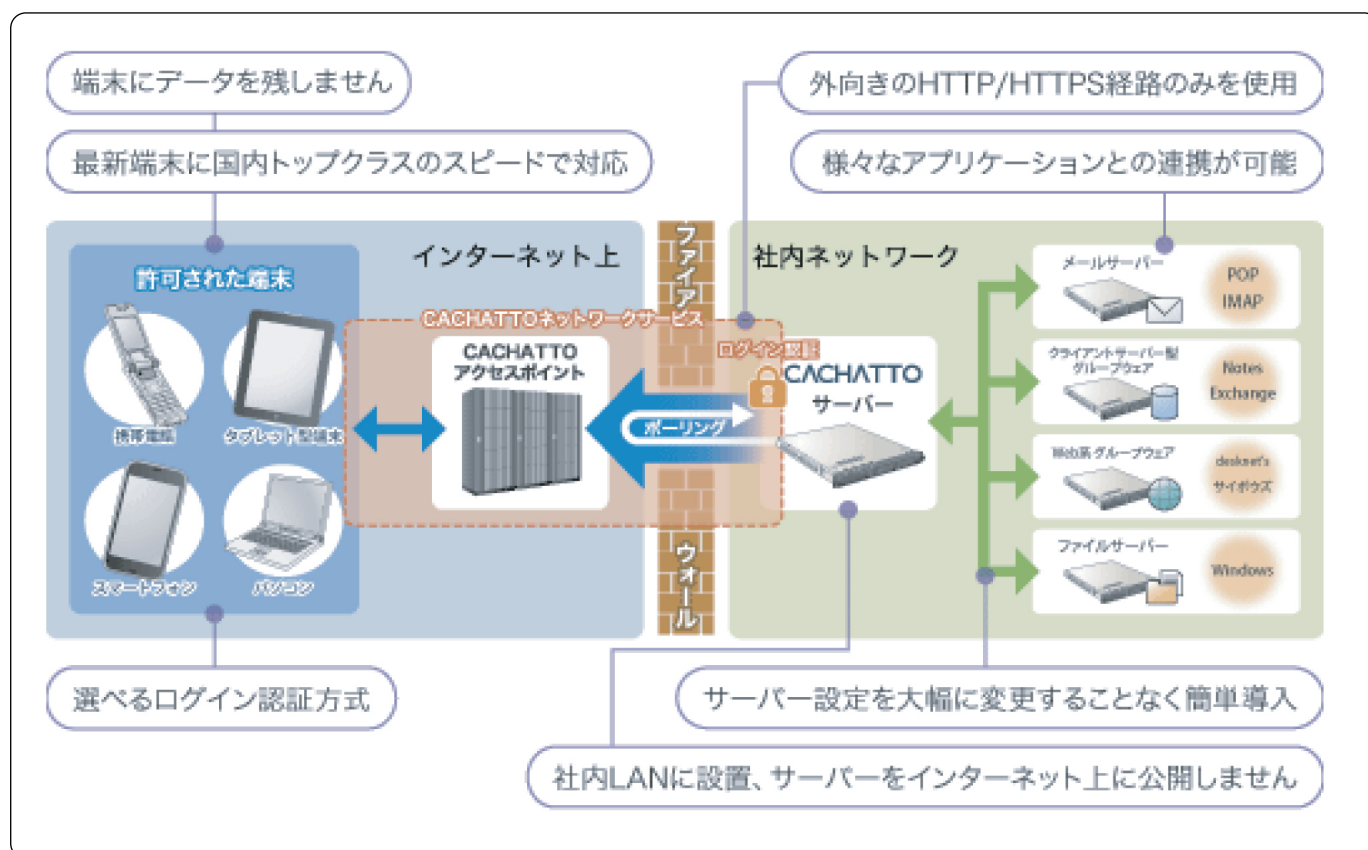 端末にデータを残しません
外向きのHTTP/HTTPS経路のみを使用
最新端末に国内トップクラスのスピードで対応
様々なアプリケーションとの連携が可能
インターネット上
ファイア
ウォール
社内ネットワーク
許可された端末
携帯電話
タブレット型端末
スマートフォン
パソコン
CACHATTOネットワークサービス
CACHATTO
アクセスポイント
ポーリング
ログイン認証
CACHATTO
サーバー
メールサーバー
POP
IMAP
クライアントサーバー型
グループウェア
Notes
Exchange
Web系グループウェア
desknet's
サイボウズ
ファイルサーバー
Windows
選べるログイン認証方式
サーバー設定を大幅に変更することなく簡単導入
社内LANに設置、サーバーをインターネット上に公開しません